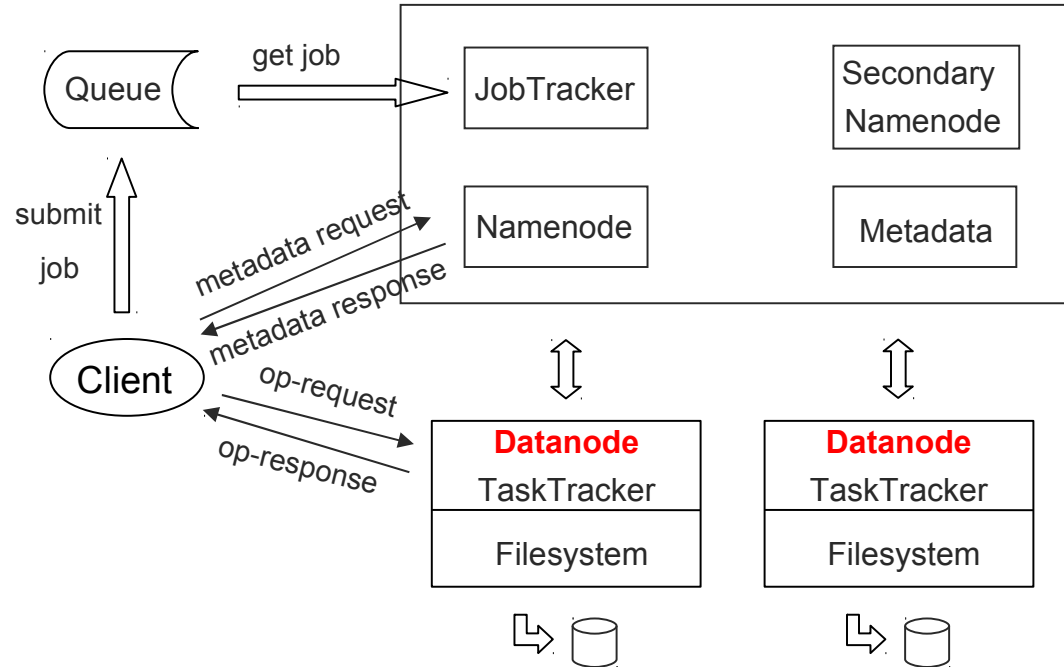 get job
Queue
JobTracker
Secondary
Namenode
submit
job
metadata request
Namenode
Metadata
metadata response
Client
op-request
op-response
Datanode
TaskTracker
Filesystem
Datanode
TaskTracker
Filesystem